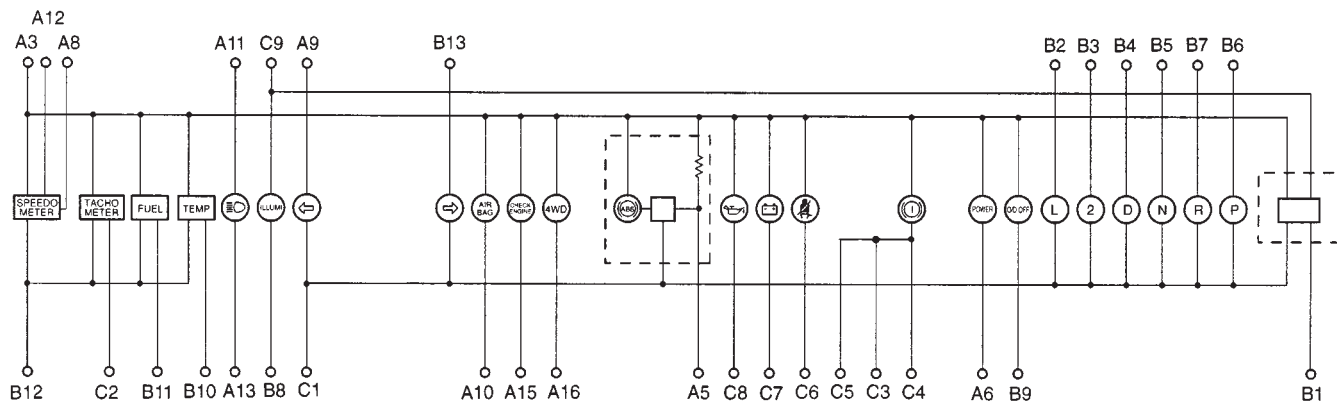 A12
A3 A8 A11 C9 A9 B13 B2 B3 B4 B5 B7 B6
SPEEDO METER
TACHO METER
FUEL
TEMP
ILLUMI
AIR BAG
CHECK ENGINE
4WD
ABS
POWER
O/D OFF
L 2 D N R P
B12 C2 B11 B10 A13 B8 C1 A10 A15 A16 A5 C8 C7 C6 C5 C3 C4 A6 B9 B1